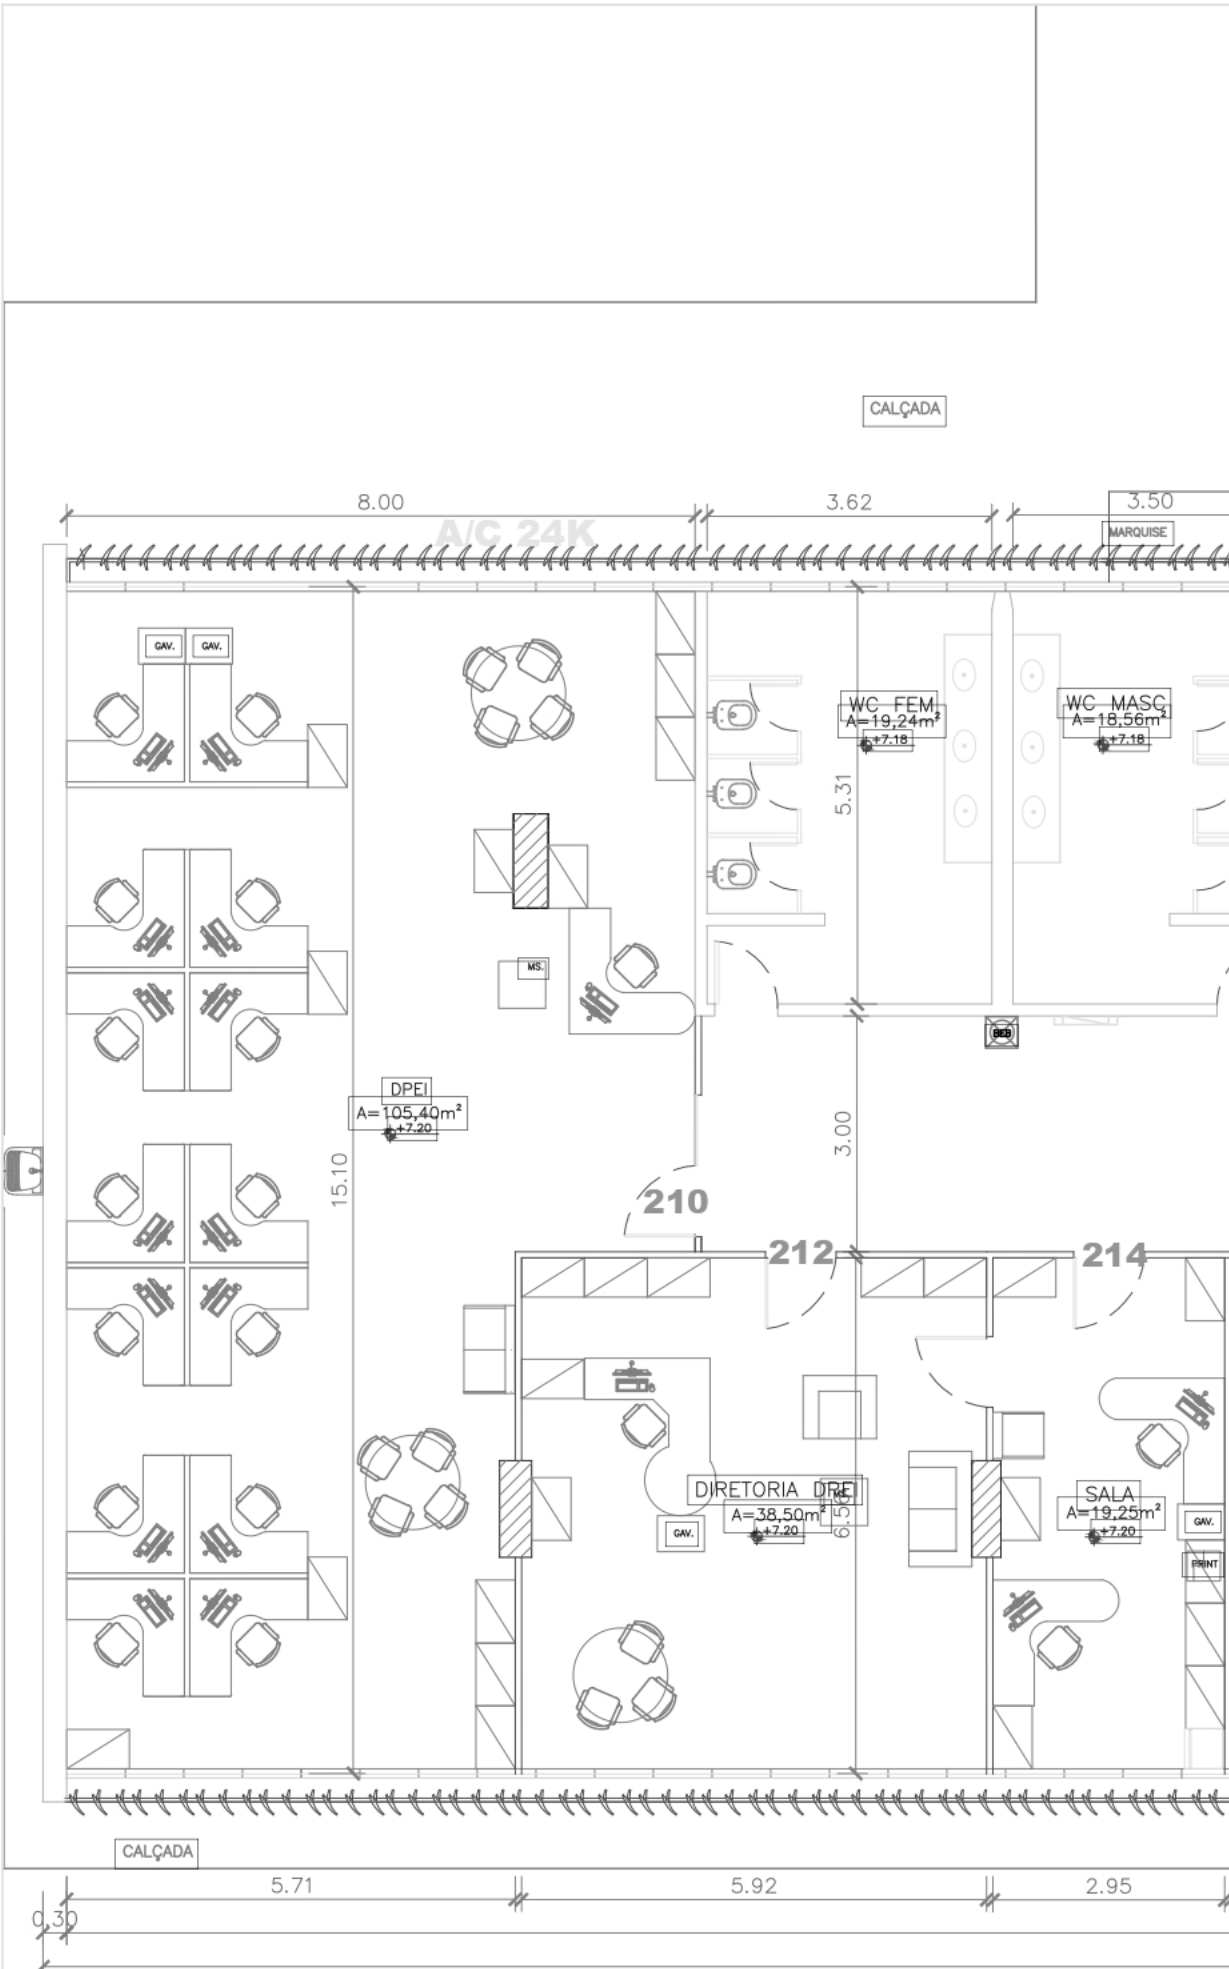 CALÇADA
8.00
3.62
3.50
A/C 24K
MARQUISE
GAV.
GAV.
WC FEM
A=19,24m²
+7.18
WC MASC
A=18,56m²
+7.18
5.31
MS.
BEB
DPEI
A=105,40m²
+7.20
3.00
15.10
210
212
214
DIRETORIA DPEI
A=38,50m²
+7.20
GAV.
SALA
A=19,25m²
+7.20
GAV.
PRINT
CALÇADA
5.71
5.92
2.95
0.30